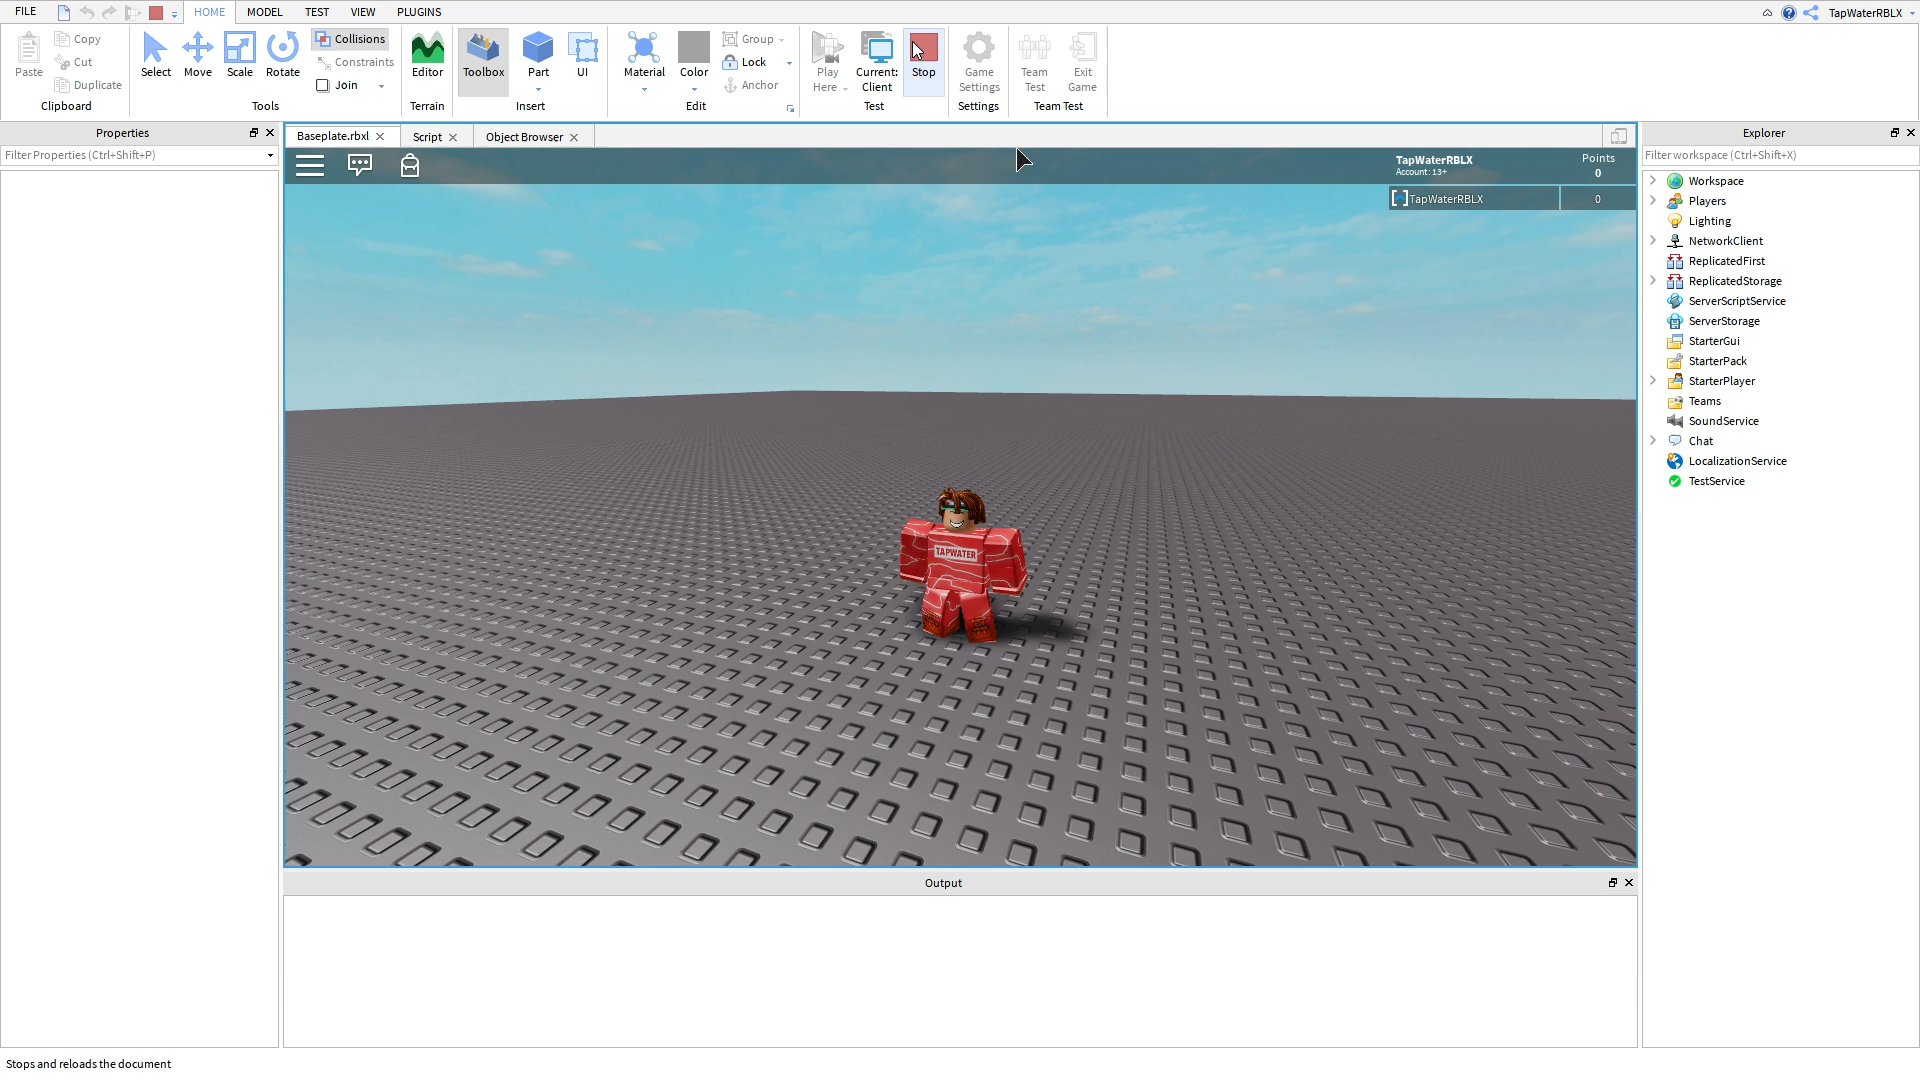 FILE
HOME
MODEL
TEST
VIEW
PLUGINS
TapWaterRBLX
Paste
Copy
Cut
Duplicate
Clipboard
Select
Move
Scale
Rotate
Collisions
Constraints
Join
Tools
Editor
Terrain
Toolbox
Part
UI
Insert
Material
Color
Group
Lock
Anchor
Edit
Play
Here
Current:
Client
Stop
Test
Game
Settings
Settings
Team
Test
Exit
Game
Team Test
Properties
Filter Properties (Ctrl+Shift+P)
Baseplate.rbxl
Script
Object Browser
TapWaterRBLX
Account: 13+
Points
0
TapWaterRBLX
0
TAPWATER
Output
Explorer
Filter workspace (Ctrl+Shift+X)
Workspace
Players
Lighting
NetworkClient
ReplicatedFirst
ReplicatedStorage
ServerScriptService
ServerStorage
StarterGui
StarterPack
StarterPlayer
Teams
SoundService
Chat
LocalizationService
TestService
Stops and reloads the document